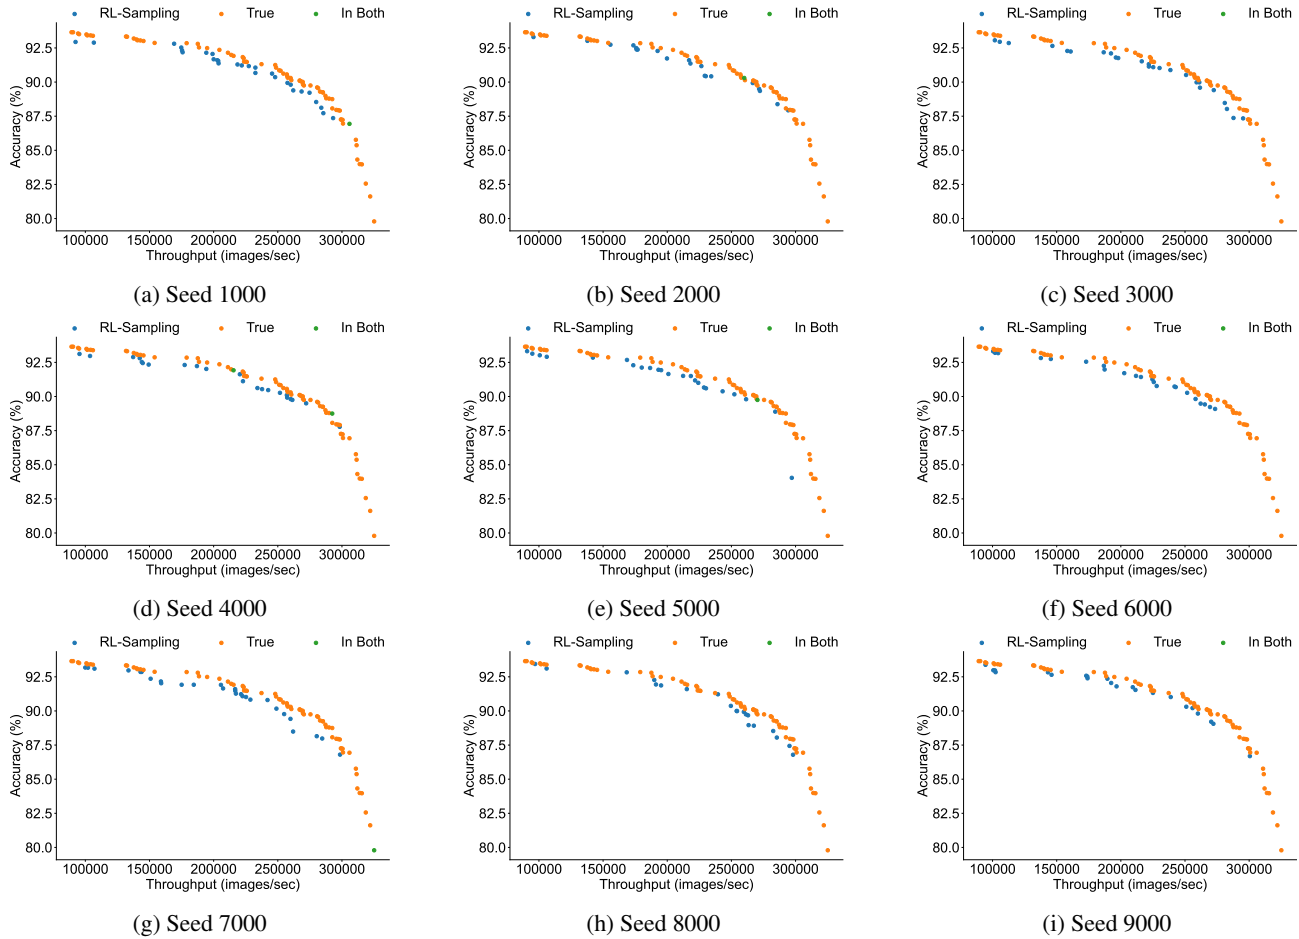 RL-Sampling True In Both RL-Sampling True In Both RL-Sampling True In Both
92.5 92.5 92.5
90.0 90.0 90.0
87.5 87.5 87.5
85.0 85.0 85.0
82.5 82.5 82.5
80.0 80.0 80.0
Accuracy (%) Accuracy (%) Accuracy (%)
100000 150000 200000 250000 300000 100000 150000 200000 250000 300000 100000 150000 200000 250000 300000
Throughput (images/sec) Throughput (images/sec) Throughput (images/sec)
(a) Seed 1000 (b) Seed 2000 (c) Seed 3000
RL-Sampling True In Both RL-Sampling True In Both RL-Sampling True In Both
92.5 92.5 92.5
90.0 90.0 90.0
87.5 87.5 87.5
85.0 85.0 85.0
82.5 82.5 82.5
80.0 80.0 80.0
Accuracy (%) Accuracy (%) Accuracy (%)
100000 150000 200000 250000 300000 100000 150000 200000 250000 300000 100000 150000 200000 250000 300000
Throughput (images/sec) Throughput (images/sec) Throughput (images/sec)
(d) Seed 4000 (e) Seed 5000 (f) Seed 6000
RL-Sampling True In Both RL-Sampling True In Both RL-Sampling True In Both
92.5 92.5 92.5
90.0 90.0 90.0
87.5 87.5 87.5
85.0 85.0 85.0
82.5 82.5 82.5
80.0 80.0 80.0
Accuracy (%) Accuracy (%) Accuracy (%)
100000 150000 200000 250000 300000 100000 150000 200000 250000 300000 100000 150000 200000 250000 300000
Throughput (images/sec) Throughput (images/sec) Throughput (images/sec)
(g) Seed 7000 (h) Seed 8000 (i) Seed 9000